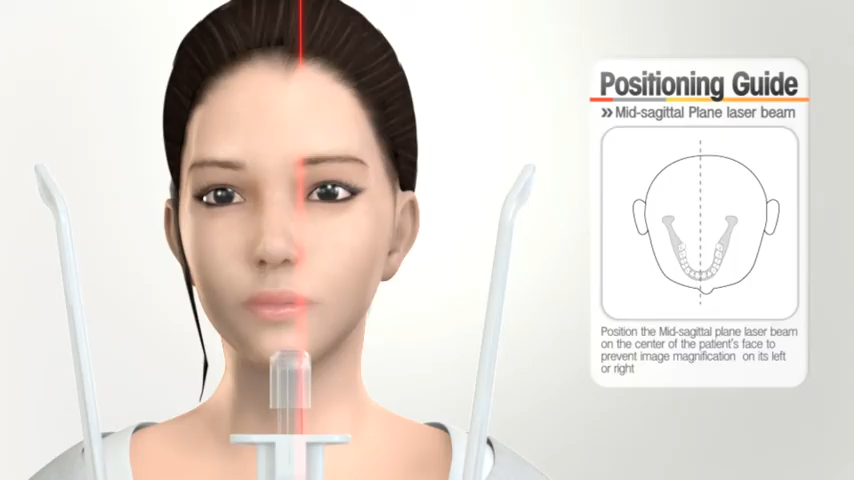 Positioning Guide
» Mid-sagittal Plane laser beam
Position the Mid-sagittal plane laser beam
on the center of the patient's face to
prevent image magnification on its left
or right